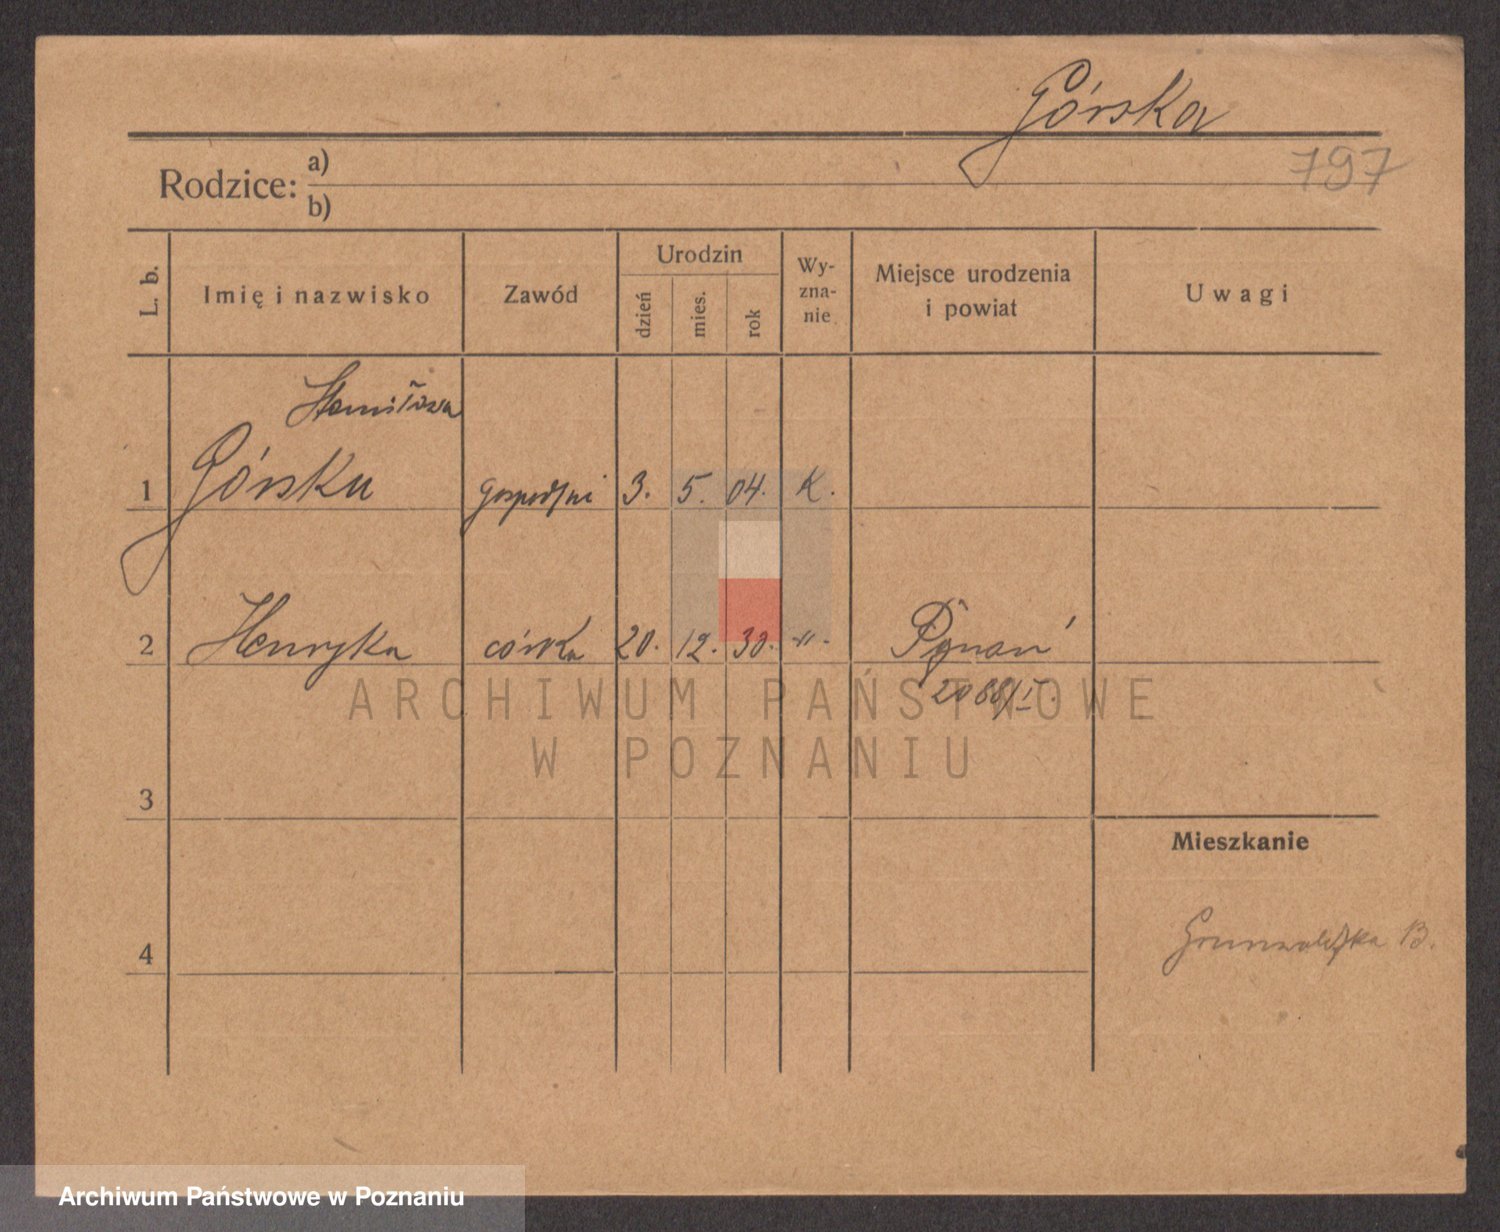 Górska
797
Rodzice: a)
b)
L. b.
Imię i nazwisko
Zawód
Urodzin
dzień
mies.
rok
Wy-
zna-
nie
Miejsce urodzenia
i powiat
Uwagi
Stanisława
1 Górska gospodyni 3. 5. 04. K.
2 Henryka córka 20. 12. 30. -"- Poznań
2088/I.
3
Mieszkanie
4
Grunwaldzka B.
ARCHIWUM PAŃSTWOWE
W POZNANIU
Archiwum Państwowe w Poznaniu